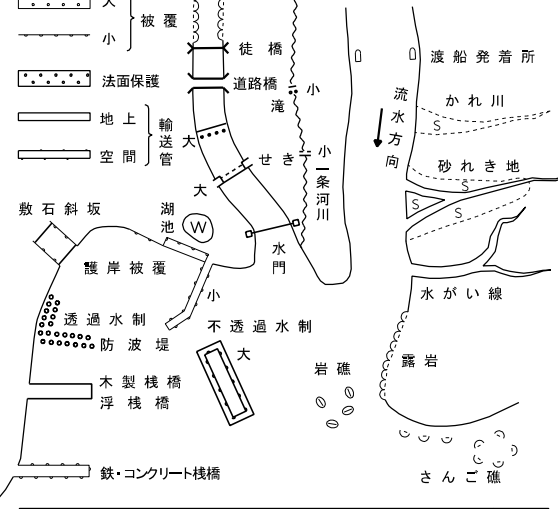 大
小
被覆
法面保護
地上
空間
輸送管
徒橋
道路橋
小
滝
大
せき
小
大
一条河川
渡船発着所
流水方向
かれ川
S
砂れき地
S
S
S
敷石斜坂
湖池
W
水門
護岸被覆
小
水がい線
透過水制
不透過水制
防波堤
大
岩礁
露岩
木製桟橋
浮桟橋
鉄・コンクリート桟橋
さんご礁